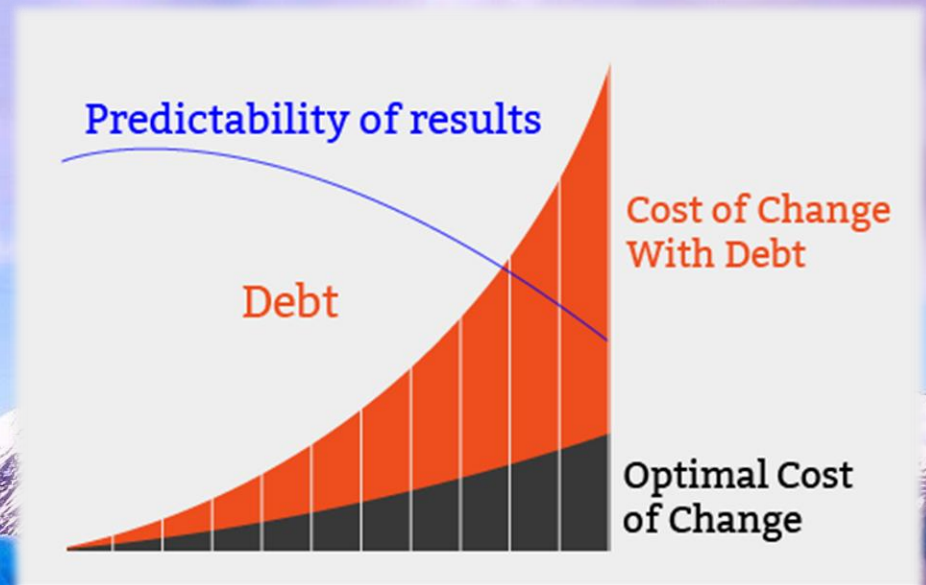 Predictability of results
Cost of Change
With Debt
Debt
Optimal Cost
of Change